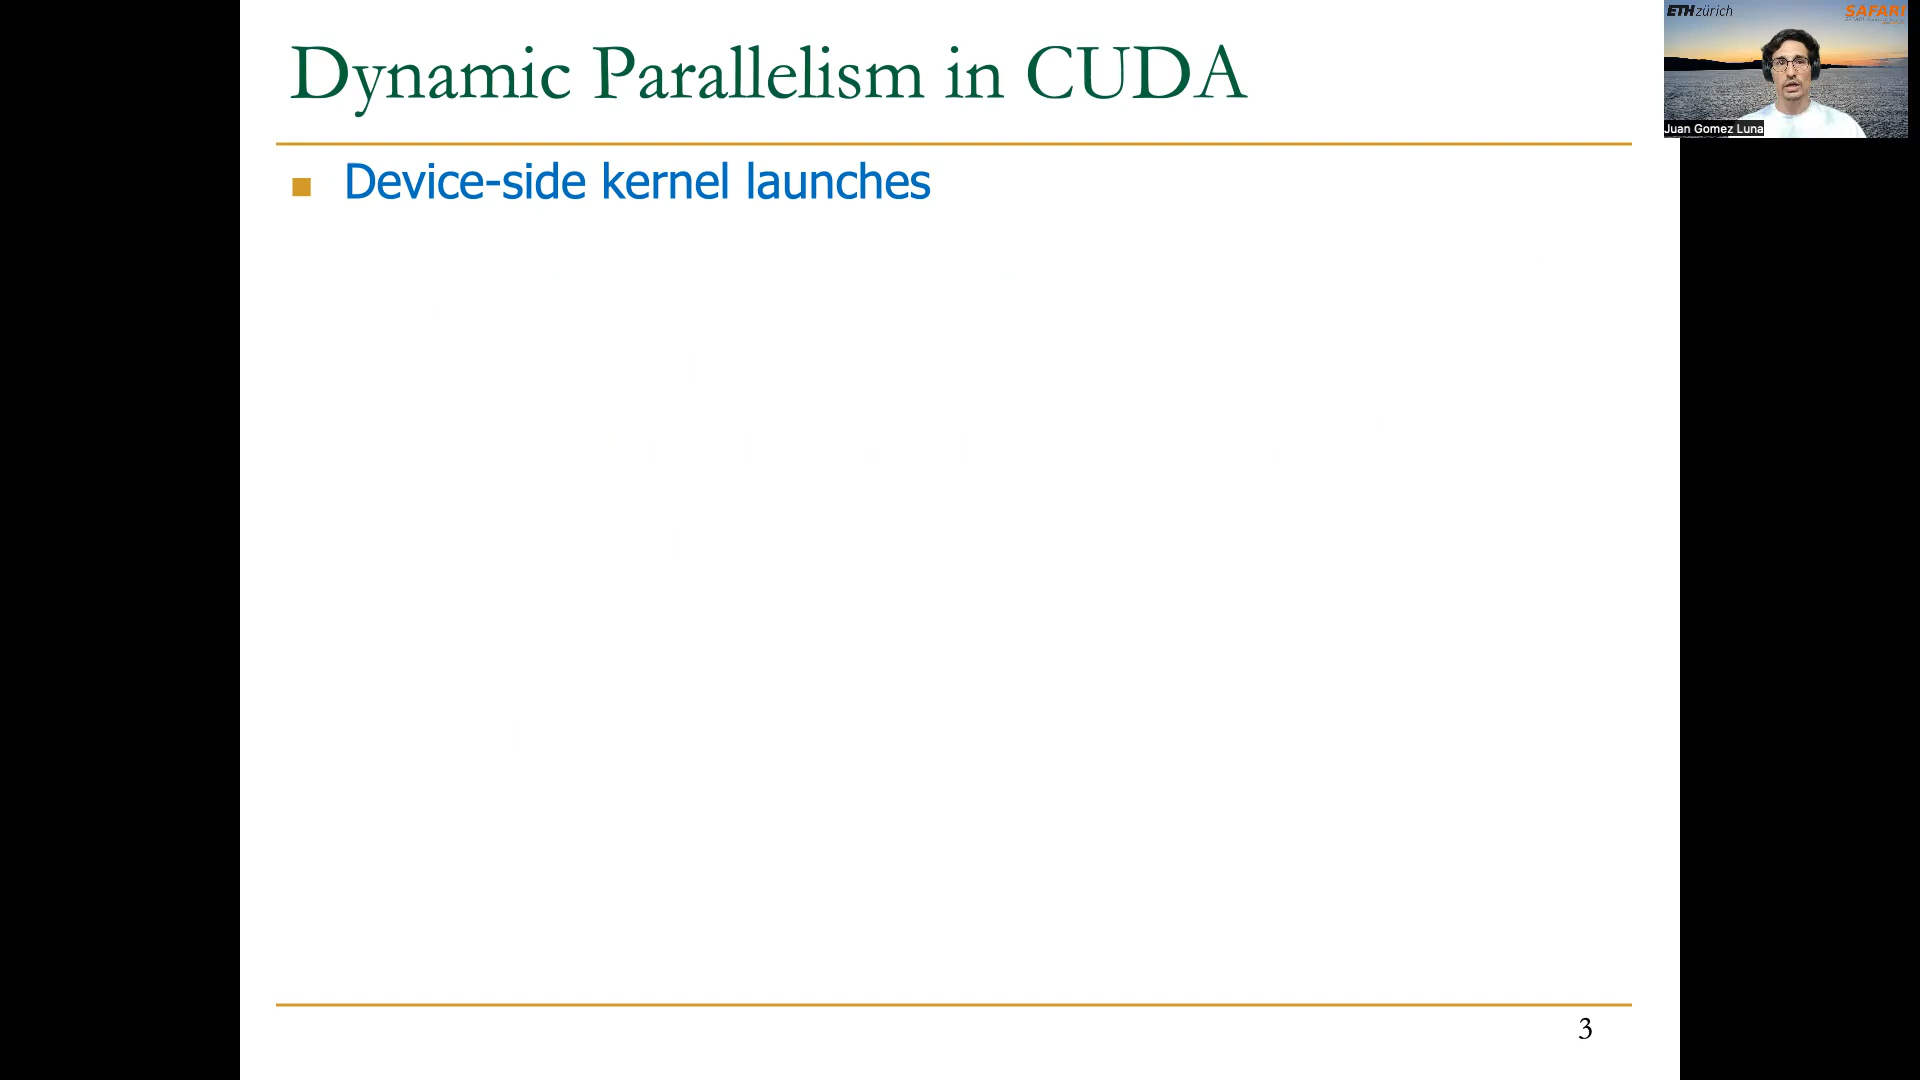 Dynamic Parallelism in CUDA
Device-side kernel launches
3
ETH zürich
SAFARI
Juan Gomez Luna